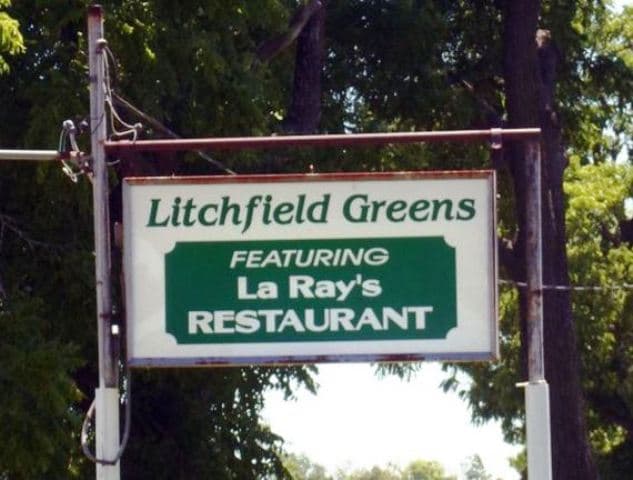 Litchfield Greens
FEATURING
La Ray's
RESTAURANT